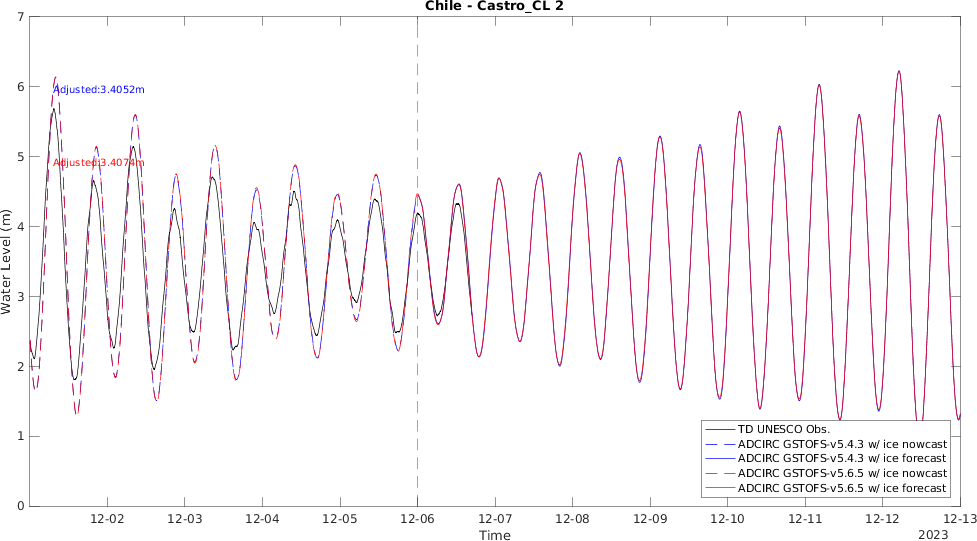 Chile - Castro_CL 2
7
6
5
4
3
2
1
0
Water Level (m)
Adjusted:3.4052m
Adjusted:3.4074m
TD UNESCO Obs.
ADCIRC GSTOFS-v5.4.3 w/ ice nowcast
ADCIRC GSTOFS-v5.4.3 w/ ice forecast
ADCIRC GSTOFS-v5.6.5 w/ ice nowcast
ADCIRC GSTOFS-v5.6.5 w/ ice forecast
12-02 12-03 12-04 12-05 12-06 12-07 12-08 12-09 12-10 12-11 12-12 12-13
Time
2023